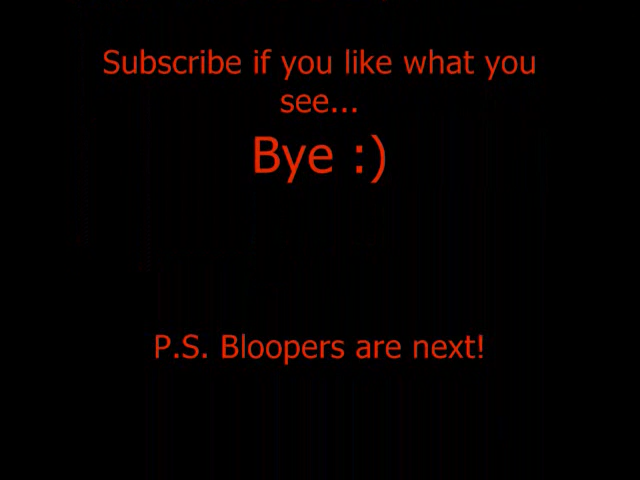 Subscribe if you like what you
see...
Bye :)
P.S. Bloopers are next!